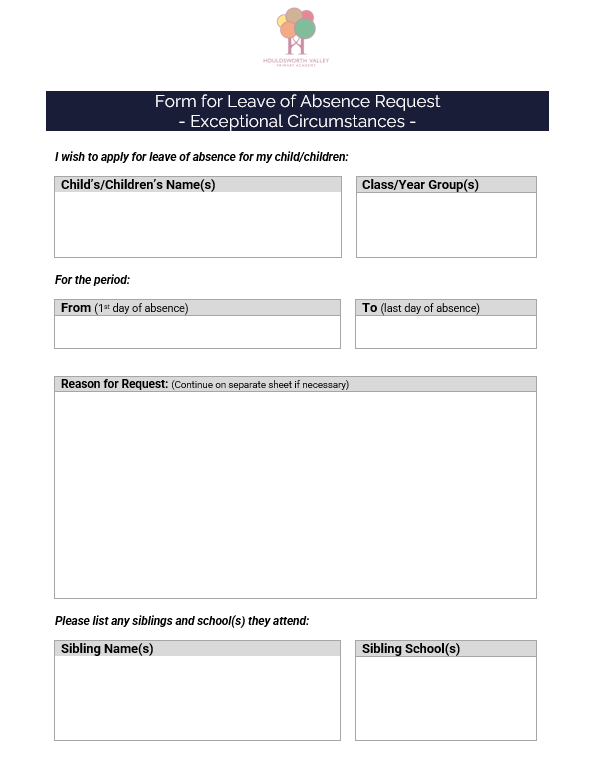 HOULDSWORTH VALLEY
PRIMARY ACADEMY
Form for Leave of Absence Request
- Exceptional Circumstances -
I wish to apply for leave of absence for my child/children:
Child's/Children's Name(s) Class/Year Group(s)
For the period:
From (1st day of absence) To (last day of absence)
Reason for Request: (Continue on separate sheet if necessary)
Please list any siblings and school(s) they attend:
Sibling Name(s) Sibling School(s)